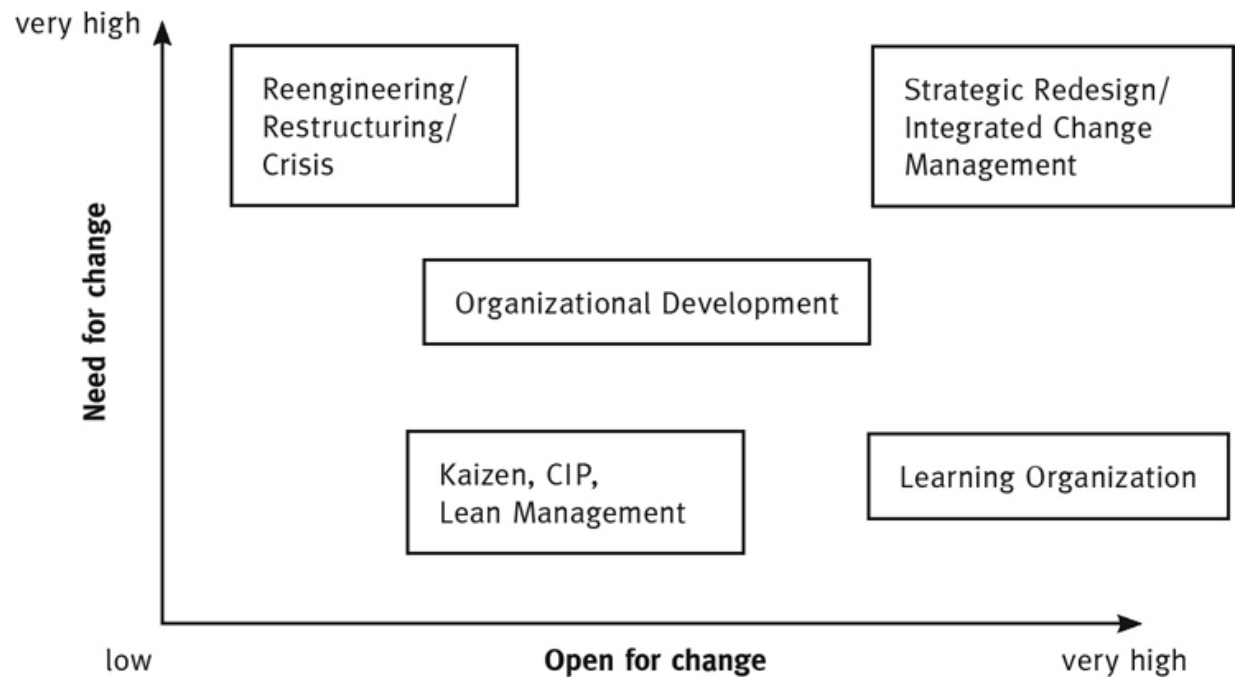 very high
Reengineering/
Restructuring/
Crisis
Strategic Redesign/
Integrated Change
Management
Need for change
Organizational Development
Kaizen, CIP,
Lean Management
Learning Organization
low
Open for change
very high